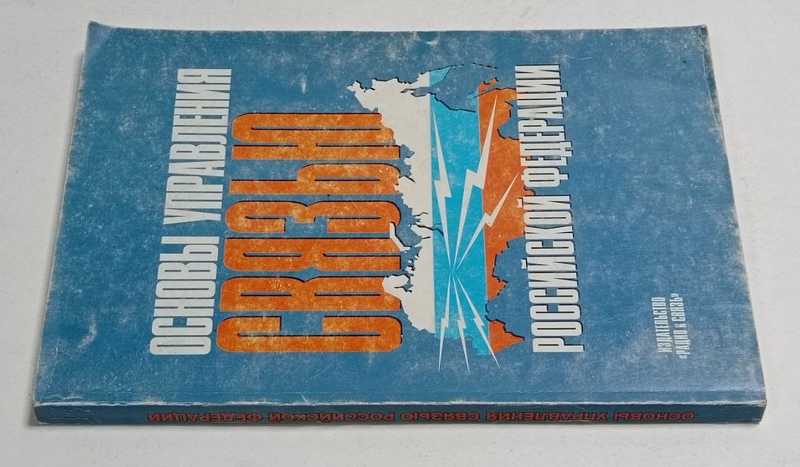 ОСНОВЫ УПРАВЛЕНИЯ
СВЯЗЬЮ
РОССИЙСКОЙ ФЕДЕРАЦИИ
ИЗДАТЕЛЬСТВО
«РАДИО И СВЯЗЬ»
ОСНОВЫ УПРАВЛЕНИЯ СВЯЗЬЮ РОССИЙСКОЙ ФЕДЕРАЦИИ